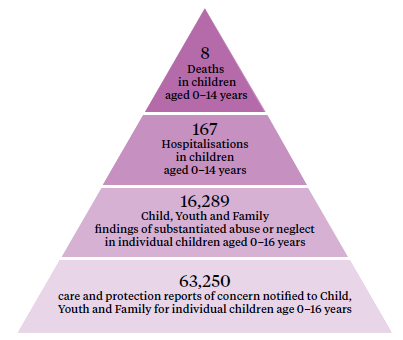 8
Deaths
in children
aged 0–14 years
167
Hospitalisations
in children
aged 0–14 years
16,289
Child, Youth and Family
findings of substantiated abuse or neglect
in individual children aged 0–16 years
63,250
care and protection reports of concern notified to Child,
Youth and Family for individual children age 0–16 years